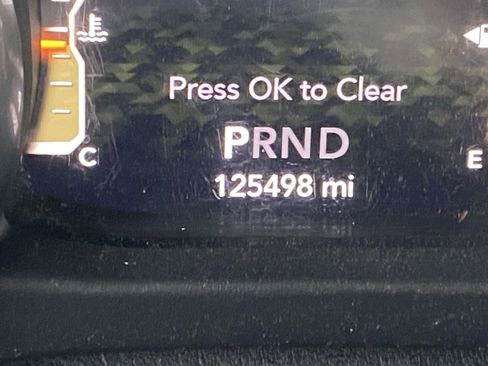 Press OK to Clear
PRND
C
E
125498 mi